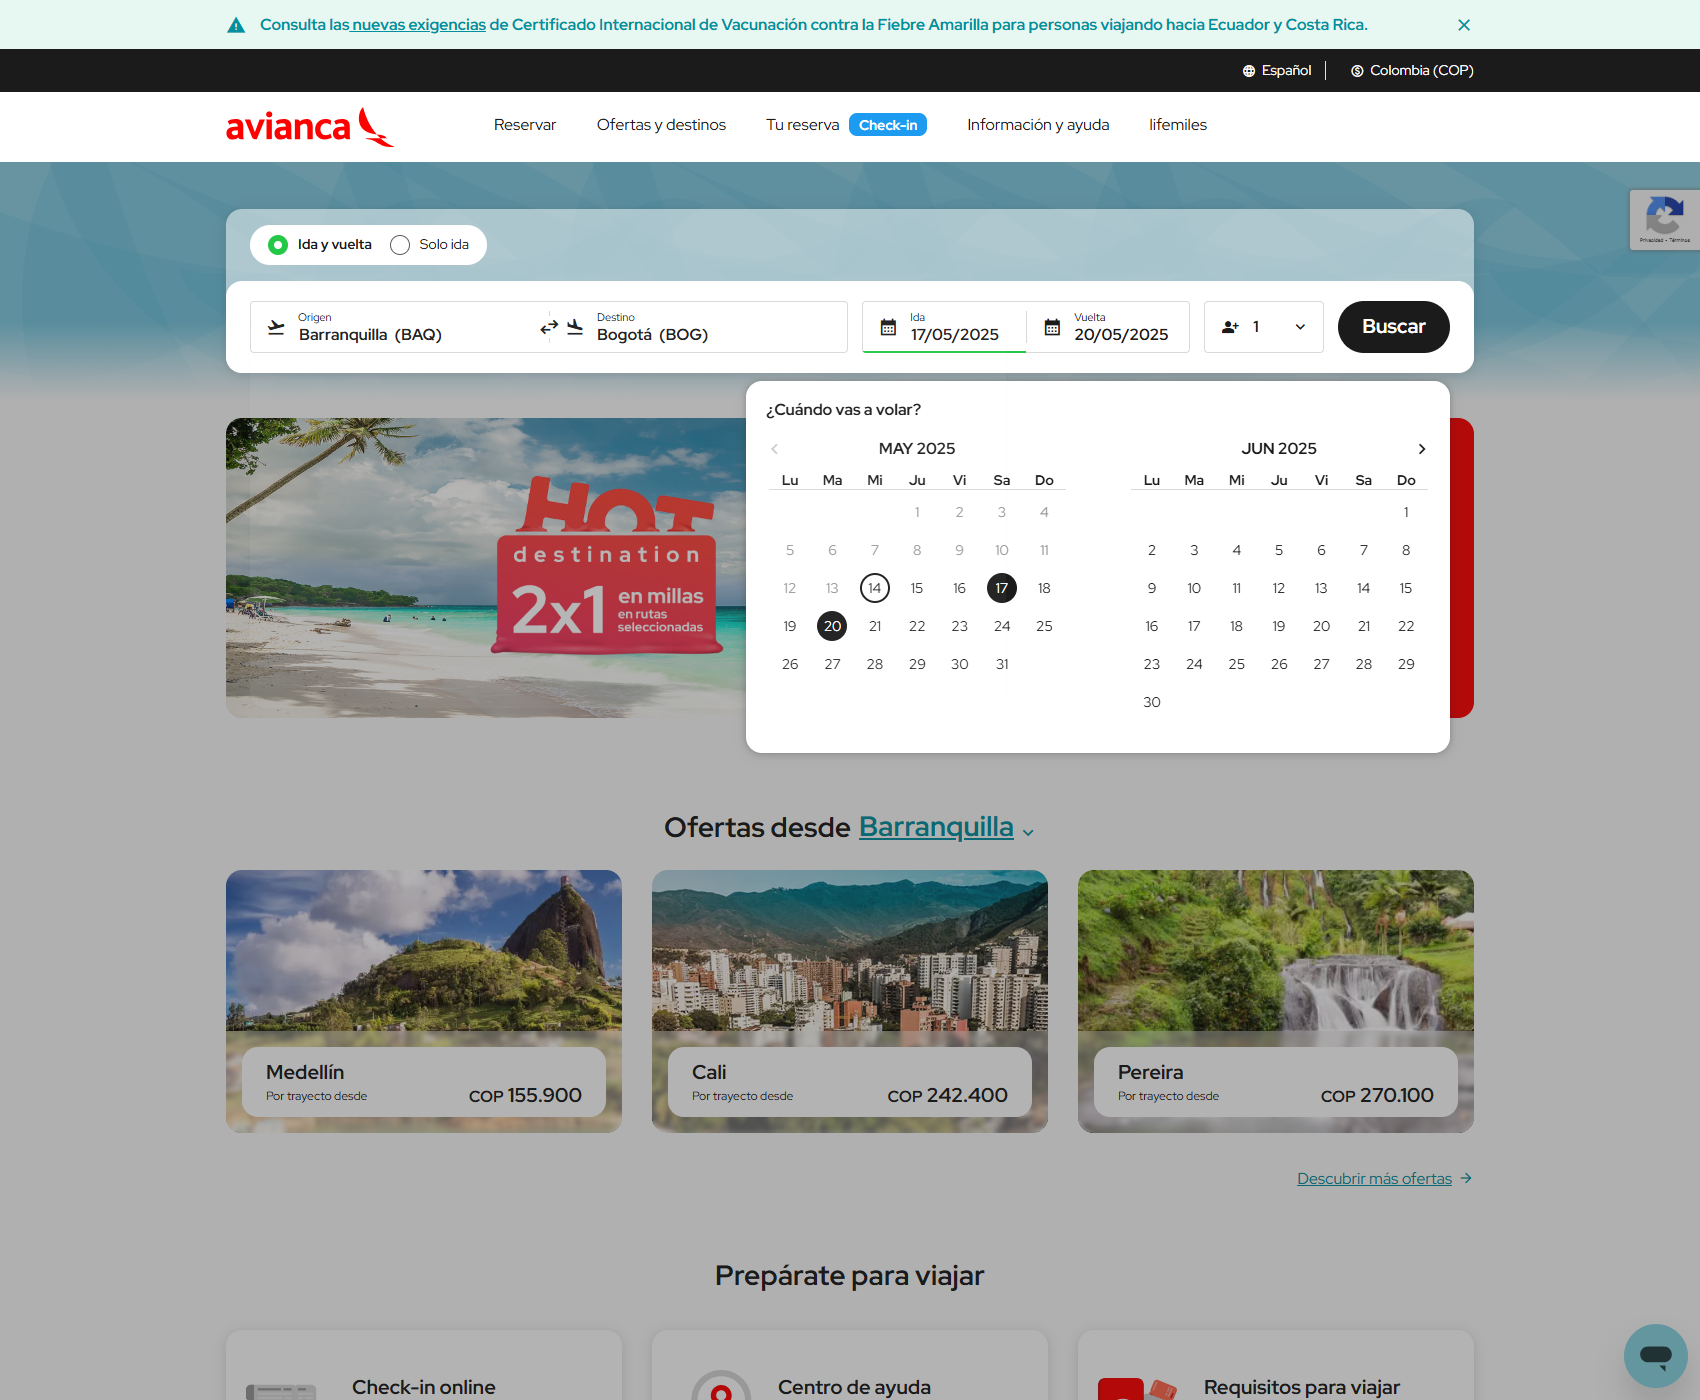 Consulta las nuevas exigencias de Certificado Internacional de Vacunación contra la Fiebre Amarilla para personas viajando hacia Ecuador y Costa Rica.
Español
Colombia (COP)
avianca
Reservar
Ofertas y destinos
Tu reserva
Check-in
Información y ayuda
lifemiles
Privacidad - Términos
Ida y vuelta
Solo ida
Origen
Barranquilla (BAQ)
Destino
Bogotá (BOG)
Ida
17/05/2025
Vuelta
20/05/2025
1
Buscar
¿Cuándo vas a volar?
MAY 2025
Lu Ma Mi Ju Vi Sa Do
1 2 3 4
5 6 7 8 9 10 11
12 13 14 15 16 17 18
19 20 21 22 23 24 25
26 27 28 29 30 31
JUN 2025
Lu Ma Mi Ju Vi Sa Do
1
2 3 4 5 6 7 8
9 10 11 12 13 14 15
16 17 18 19 20 21 22
23 24 25 26 27 28 29
30
HOT
destination
2x1 en millas
en rutas
seleccionadas
Ofertas desde Barranquilla
Medellín
Por trayecto desde
COP 155.900
Cali
Por trayecto desde
COP 242.400
Pereira
Por trayecto desde
COP 270.100
Descubrir más ofertas
Prepárate para viajar
Check-in online
Centro de ayuda
Requisitos para viajar